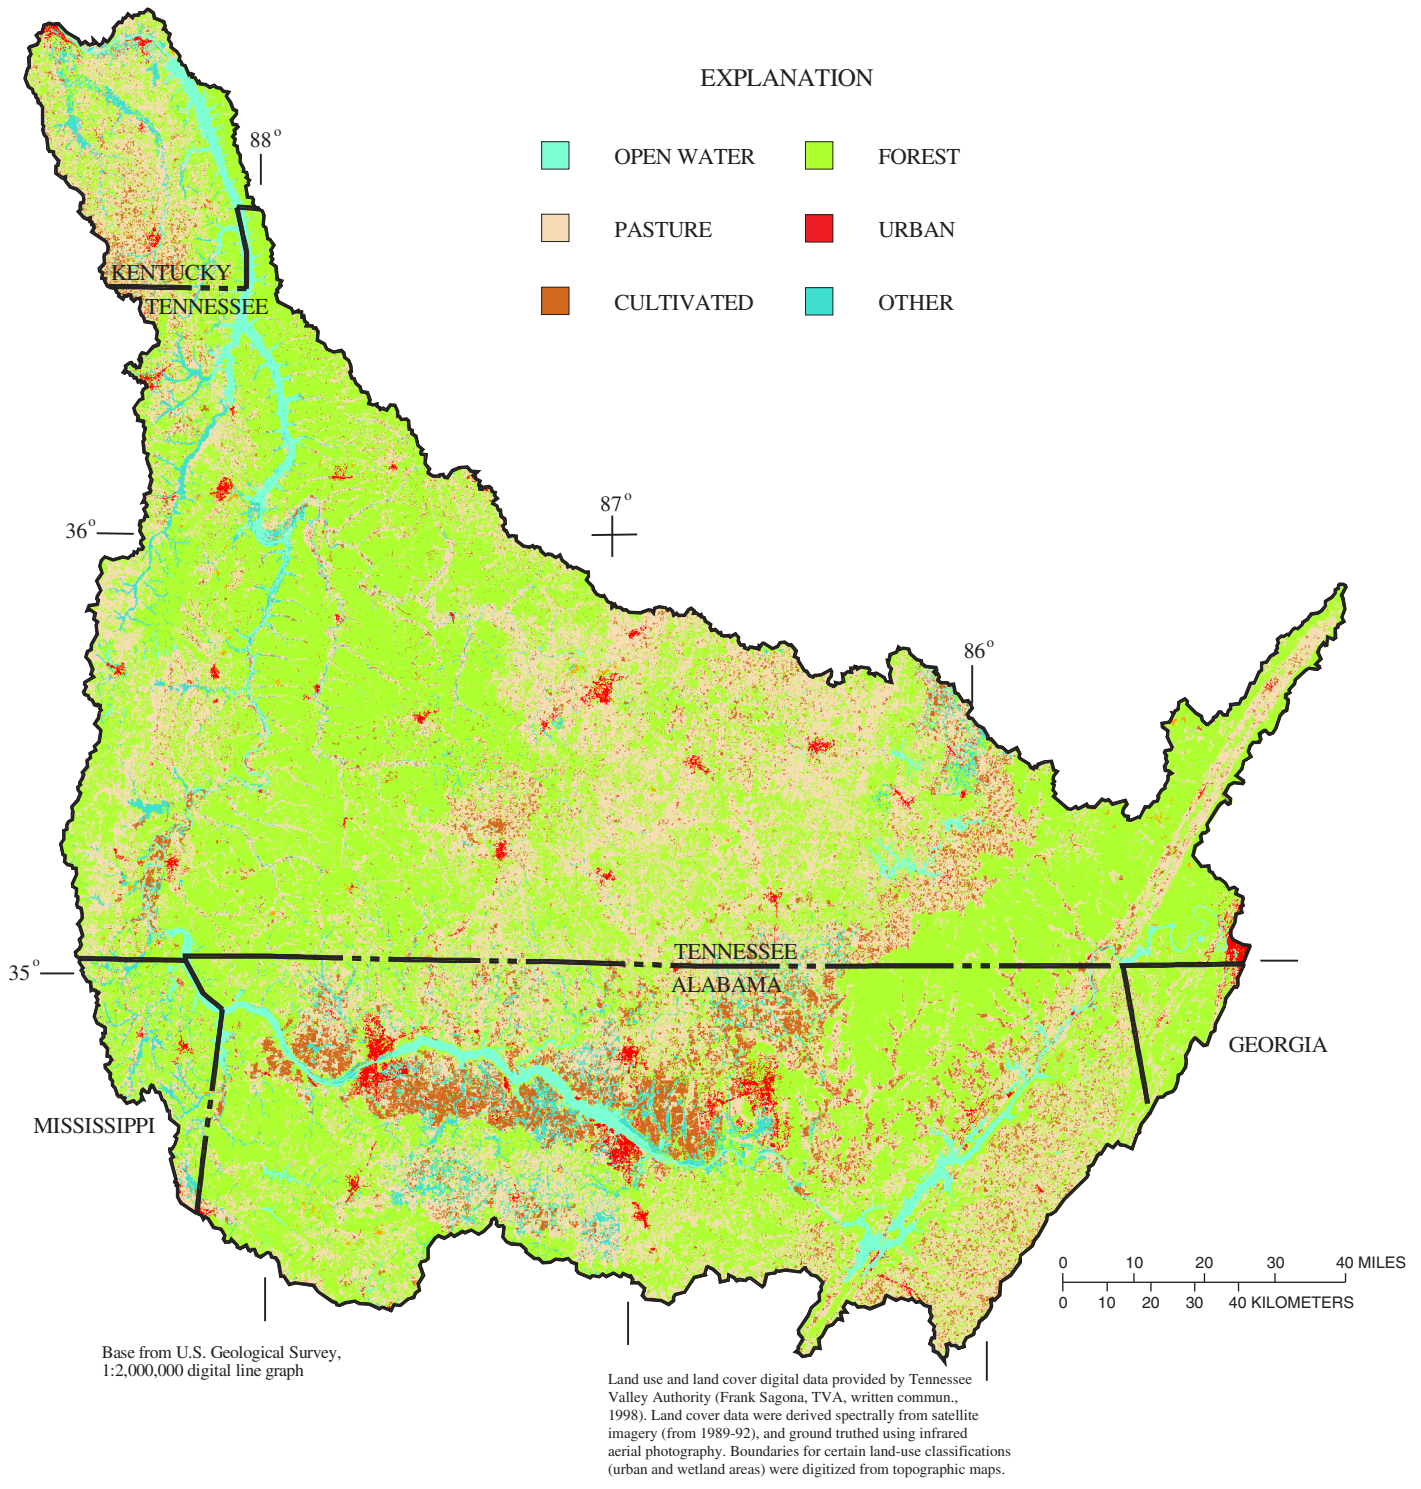 EXPLANATION
88°
OPEN WATER
FOREST
PASTURE
URBAN
CULTIVATED
OTHER
KENTUCKY
TENNESSEE
87°
36°
86°
TENNESSEE
35°
ALABAMA
GEORGIA
MISSISSIPPI
0 10 20 30 40 MILES
0 10 20 30 40 KILOMETERS
Base from U.S. Geological Survey,
1:2,000,000 digital line graph
Land use and land cover digital data provided by Tennessee
Valley Authority (Frank Sagona, TVA, written commun.,
1998). Land cover data were derived spectrally from satellite
imagery (from 1989-92), and ground truthed using infrared
aerial photography. Boundaries for certain land-use classifications
(urban and wetland areas) were digitized from topographic maps.